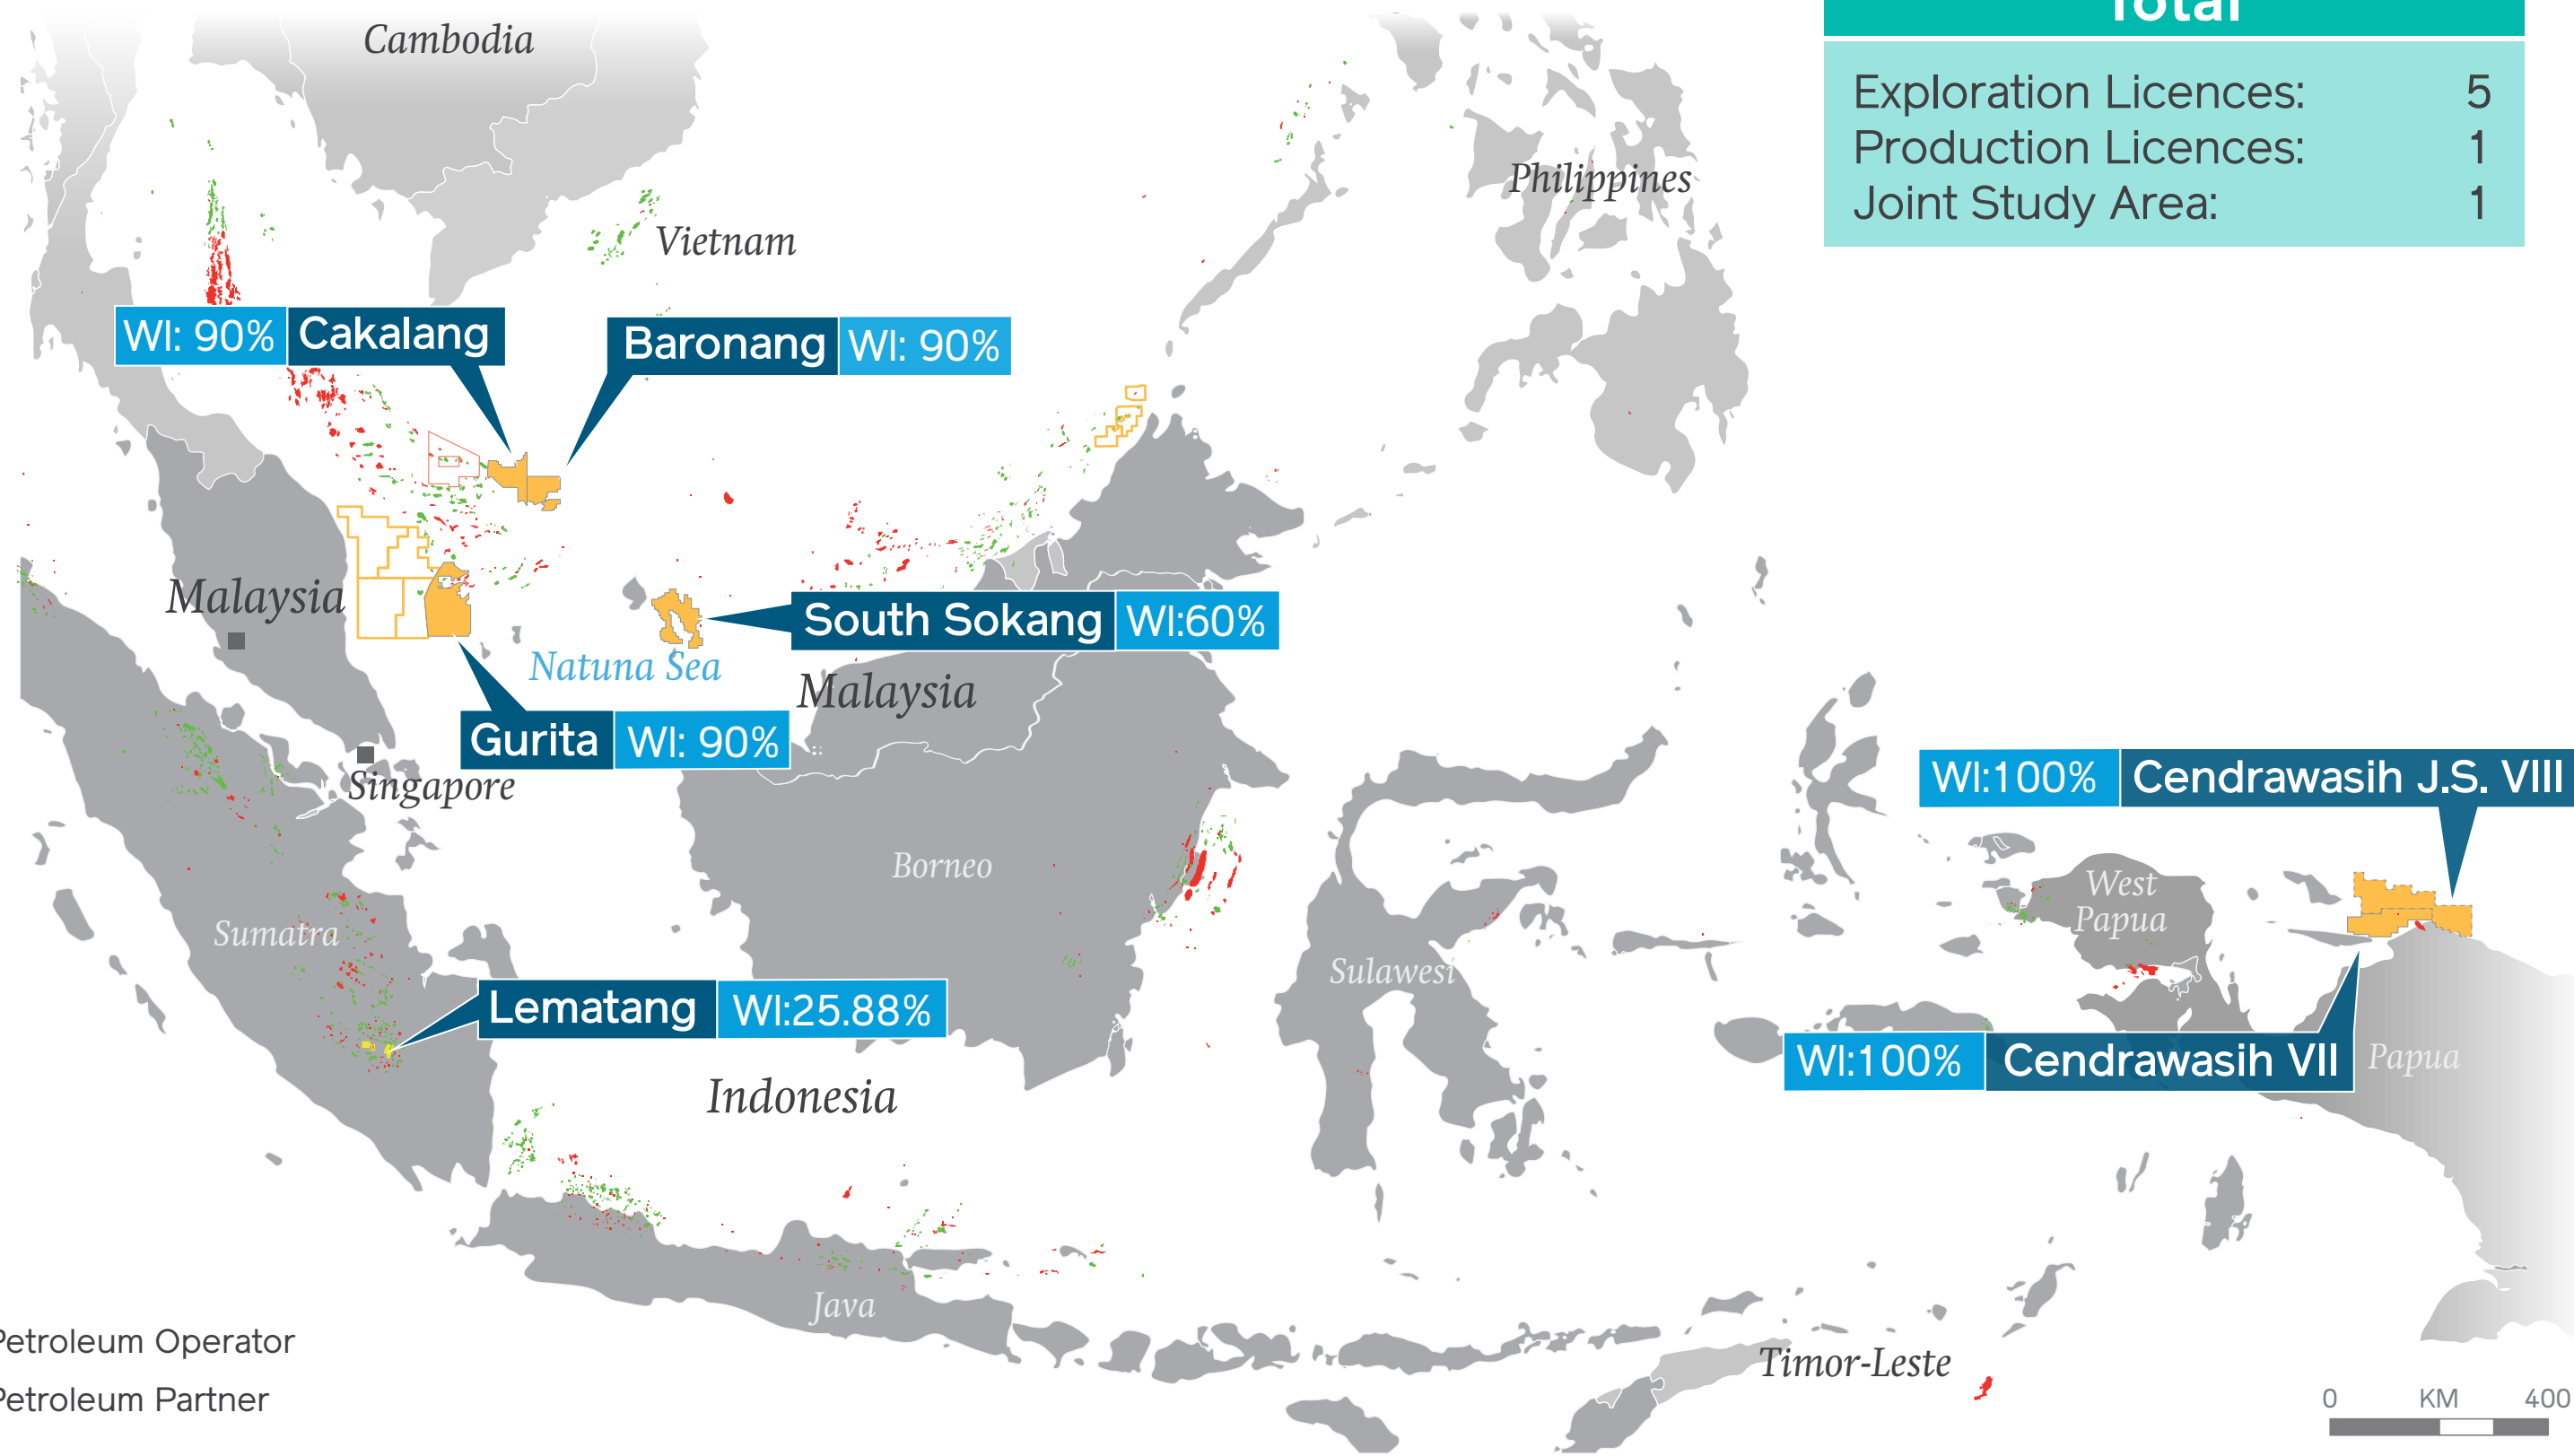 Total
Exploration Licences: 5
Production Licences: 1
Joint Study Area: 1
Cambodia
Philippines
Vietnam
WI: 90% Cakalang
Baronang WI: 90%
Malaysia
South Sokang WI:60%
Natuna Sea
Malaysia
Gurita WI: 90%
Singapore
WI:100% Cendrawasih J.S. VIII
Borneo
West
Papua
Sumatra
Sulawesi
Lematang WI:25.88%
WI:100% Cendrawasih VII
Papua
Indonesia
Java
Petroleum Operator
Timor-Leste
Petroleum Partner
0 KM 400